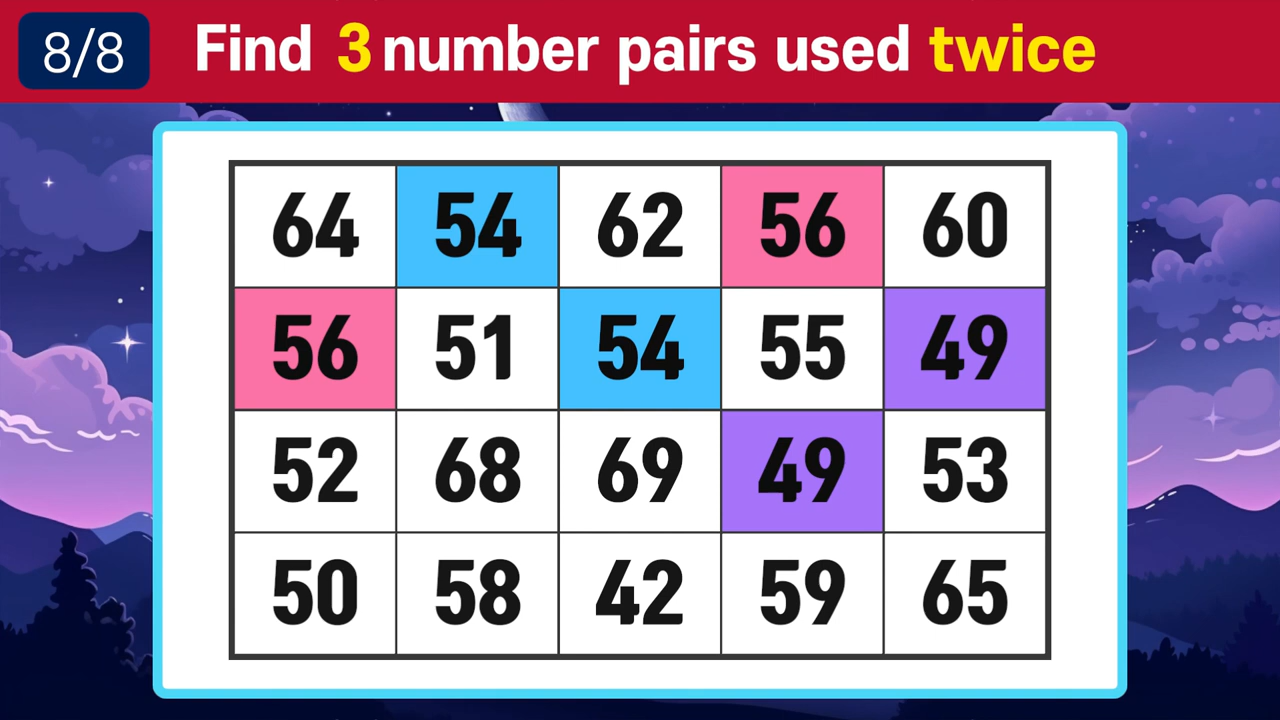 8/8 Find 3 number pairs used twice
64 54 62 56 60
56 51 54 55 49
52 68 69 49 53
50 58 42 59 65